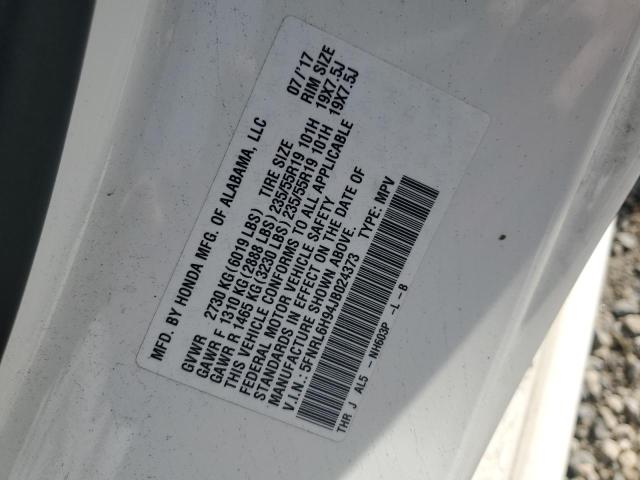 MFD. BY HONDA MFG. OF ALABAMA, LLC 07/'17
GVWR 2730 KG(6019 LBS) TIRE SIZE RIM SIZE
GAWR F 1310 KG (2888 LBS) 235/55R19 101H 19X7.5J
GAWR R 1465 KG (3230 LBS) 235/55R19 101H 19X7.5J
THIS VEHICLE CONFORMS TO ALL APPLICABLE
FEDERAL MOTOR VEHICLE SAFETY
STANDARDS IN EFFECT ON THE DATE OF
MANUFACTURE SHOWN ABOVE.
V.I.N.: 5FNRL6H94JB024373 TYPE: MPV
THR J AL5 - NH603P -L -B